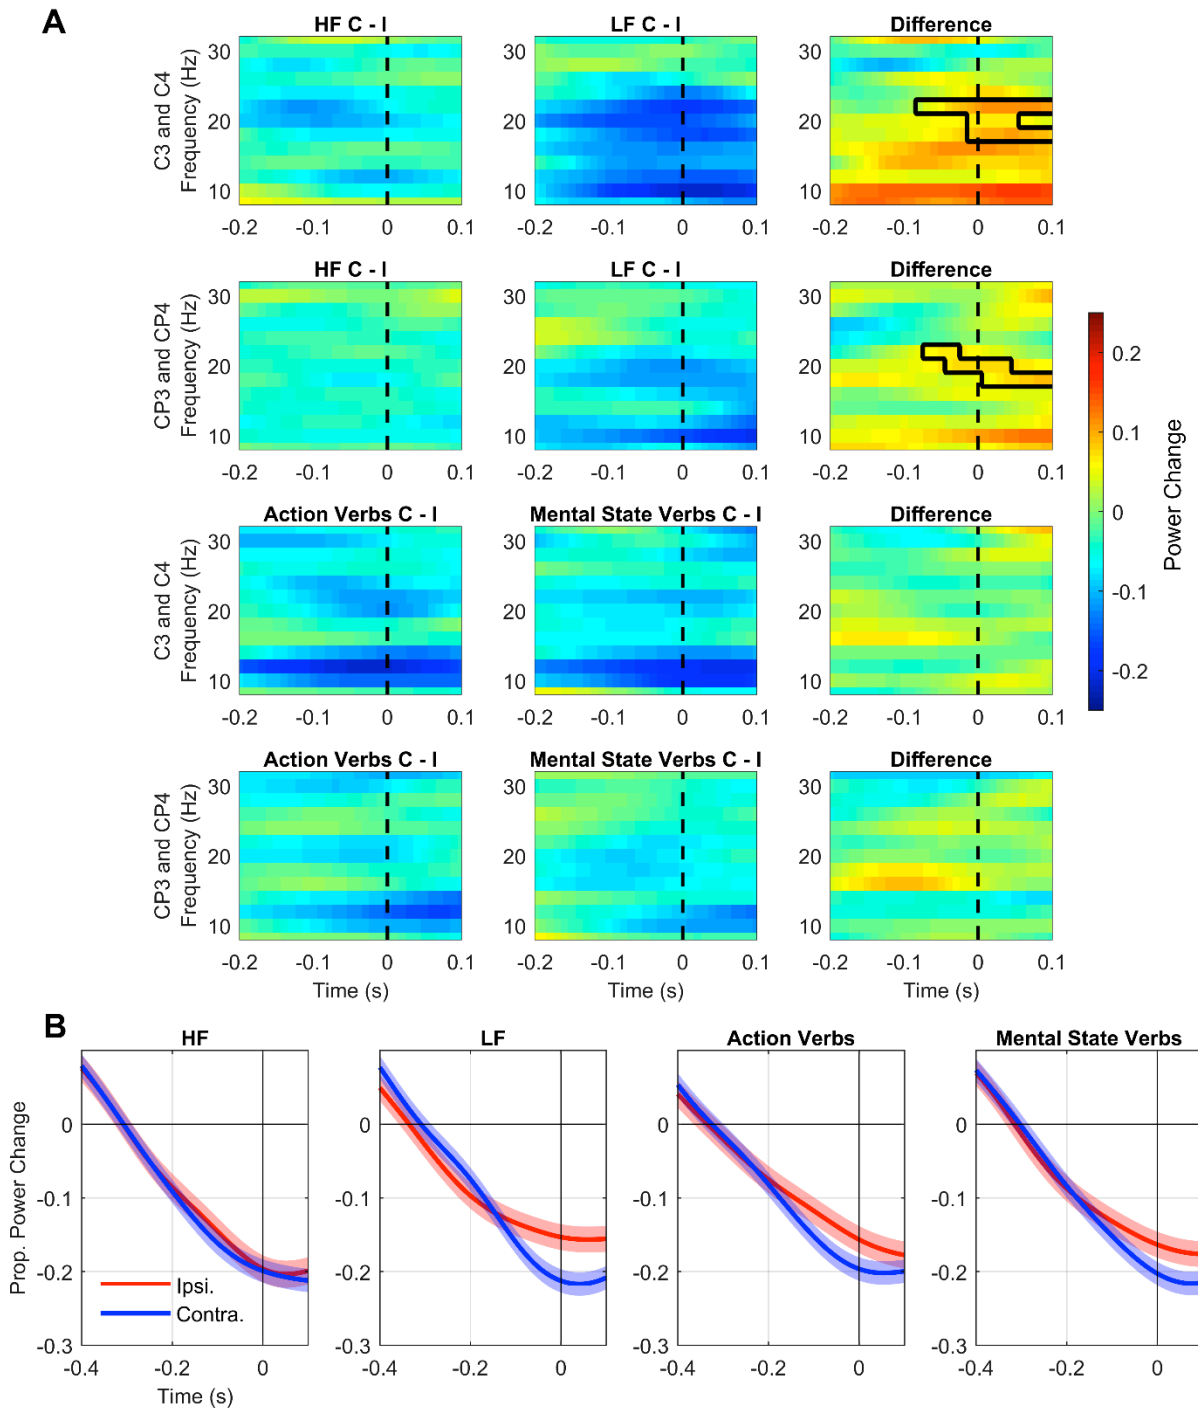 A
HF C - I
LF C - I
Difference
C3 and C4
Frequency (Hz)
30
20
10
-0.2 -0.1 0 0.1
-0.2 -0.1 0 0.1
-0.2 -0.1 0 0.1
30
20
10
30
20
10
HF C - I
LF C - I
Difference
CP3 and CP4
Frequency (Hz)
30
20
10
-0.2 -0.1 0 0.1
30
20
10
-0.2 -0.1 0 0.1
30
20
10
-0.2 -0.1 0 0.1
Action Verbs C - I
Mental State Verbs C - I
Difference
C3 and C4
Frequency (Hz)
30
20
10
-0.2 -0.1 0 0.1
30
20
10
-0.2 -0.1 0 0.1
30
20
10
-0.2 -0.1 0 0.1
Action Verbs C - I
Mental State Verbs C - I
Difference
CP3 and CP4
Frequency (Hz)
30
20
10
-0.2 -0.1 0 0.1
Time (s)
30
20
10
-0.2 -0.1 0 0.1
Time (s)
30
20
10
-0.2 -0.1 0 0.1
Time (s)
0.2
0.1
0
-0.1
-0.2
Power Change
B
HF
LF
Action Verbs
Mental State Verbs
Prop. Power Change
0
-0.1
-0.2
-0.3
Ipsi.
Contra.
-0.4 -0.2 0
Time (s)
0
-0.1
-0.2
-0.3
-0.4 -0.2 0
0
-0.1
-0.2
-0.3
-0.4 -0.2 0
0
-0.1
-0.2
-0.3
-0.4 -0.2 0